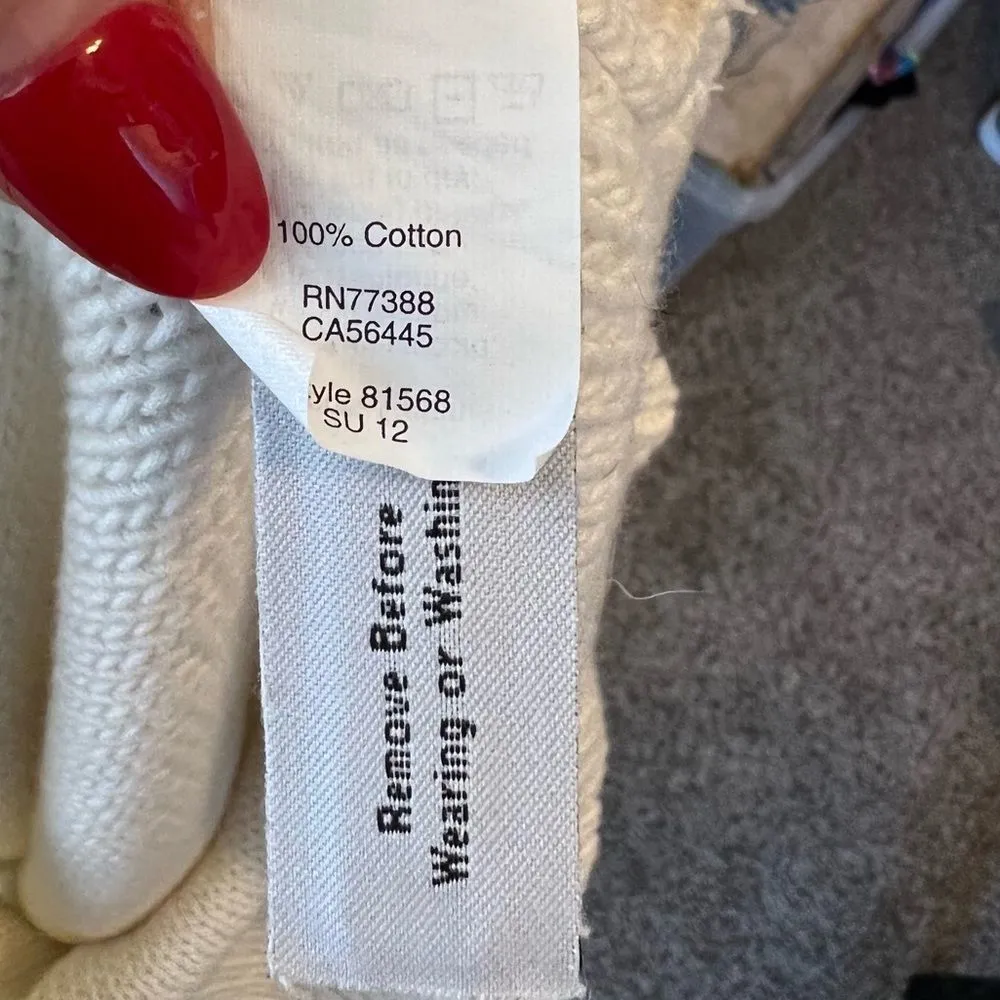 100% Cotton
RN77388
CA56445
yle 81568
SU 12
Remove Before
Wearing or Washin